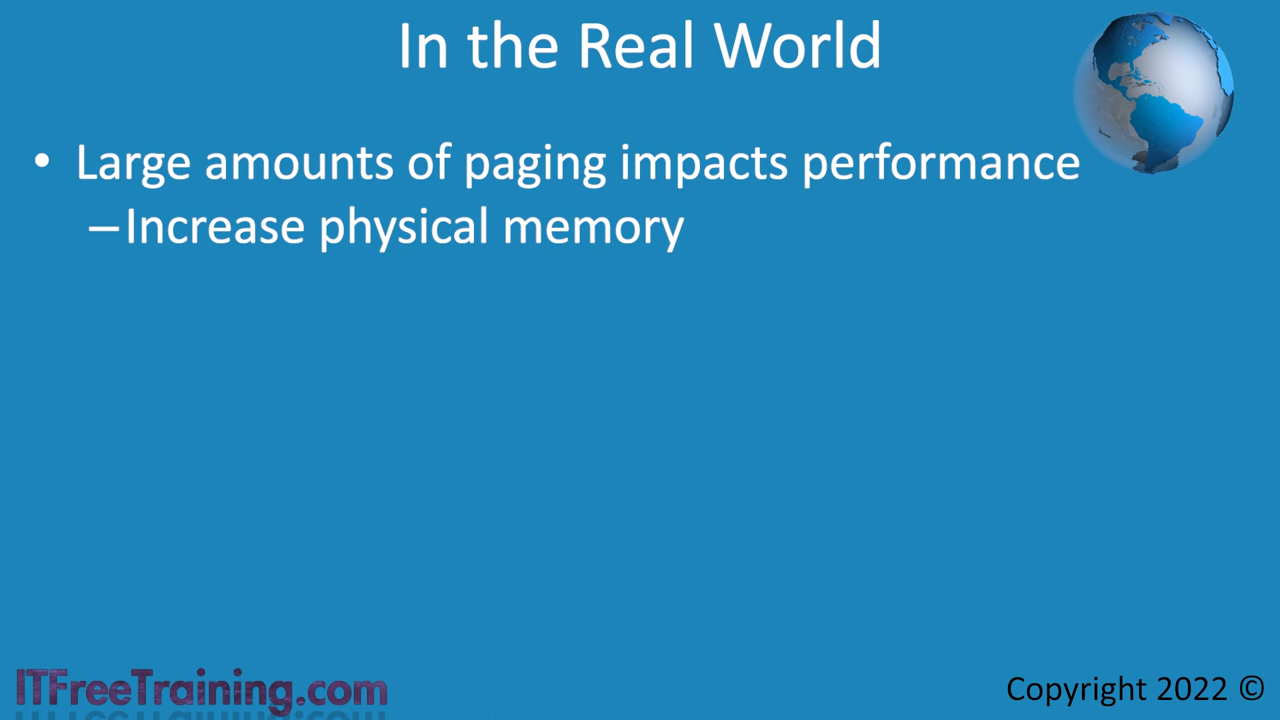 In the Real World
• Large amounts of paging impacts performance
–Increase physical memory
ITFreeTraining.com
Copyright 2022 ©